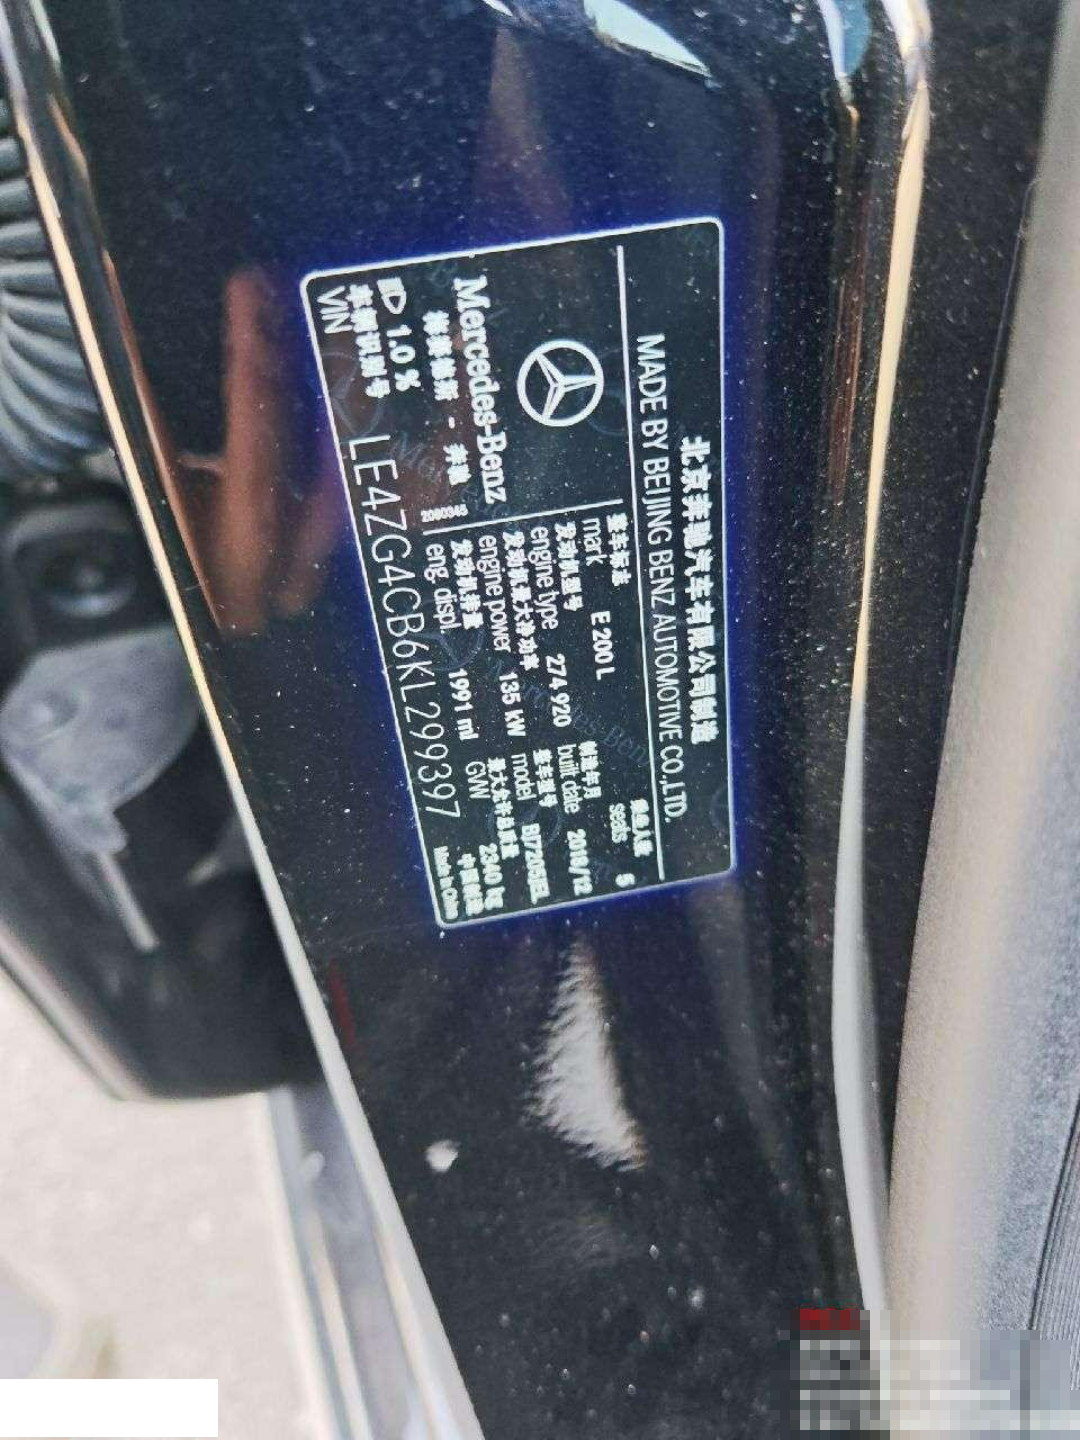 北京奔驰汽车有限公司制造
MADE BY BEIJING BENZ AUTOMOTIVE CO.,LTD.
Mercedes-Benz
梅赛德斯 - 奔驰
2080345
1.0 %
整车标志 乘坐人数
mark E 200 L seats 5
发动机型号 制造年月
engine type 274 920 built date 2018/12
发动机最大净功率 整车型号
engine power 135 kW model BJ7205IEL
发动机排量 最大允许总质量
eng. displ. 1991 ml GVW 2340 kg
车辆识别号 中国制造
VIN LE4ZG4CB6KL299397 Made in China